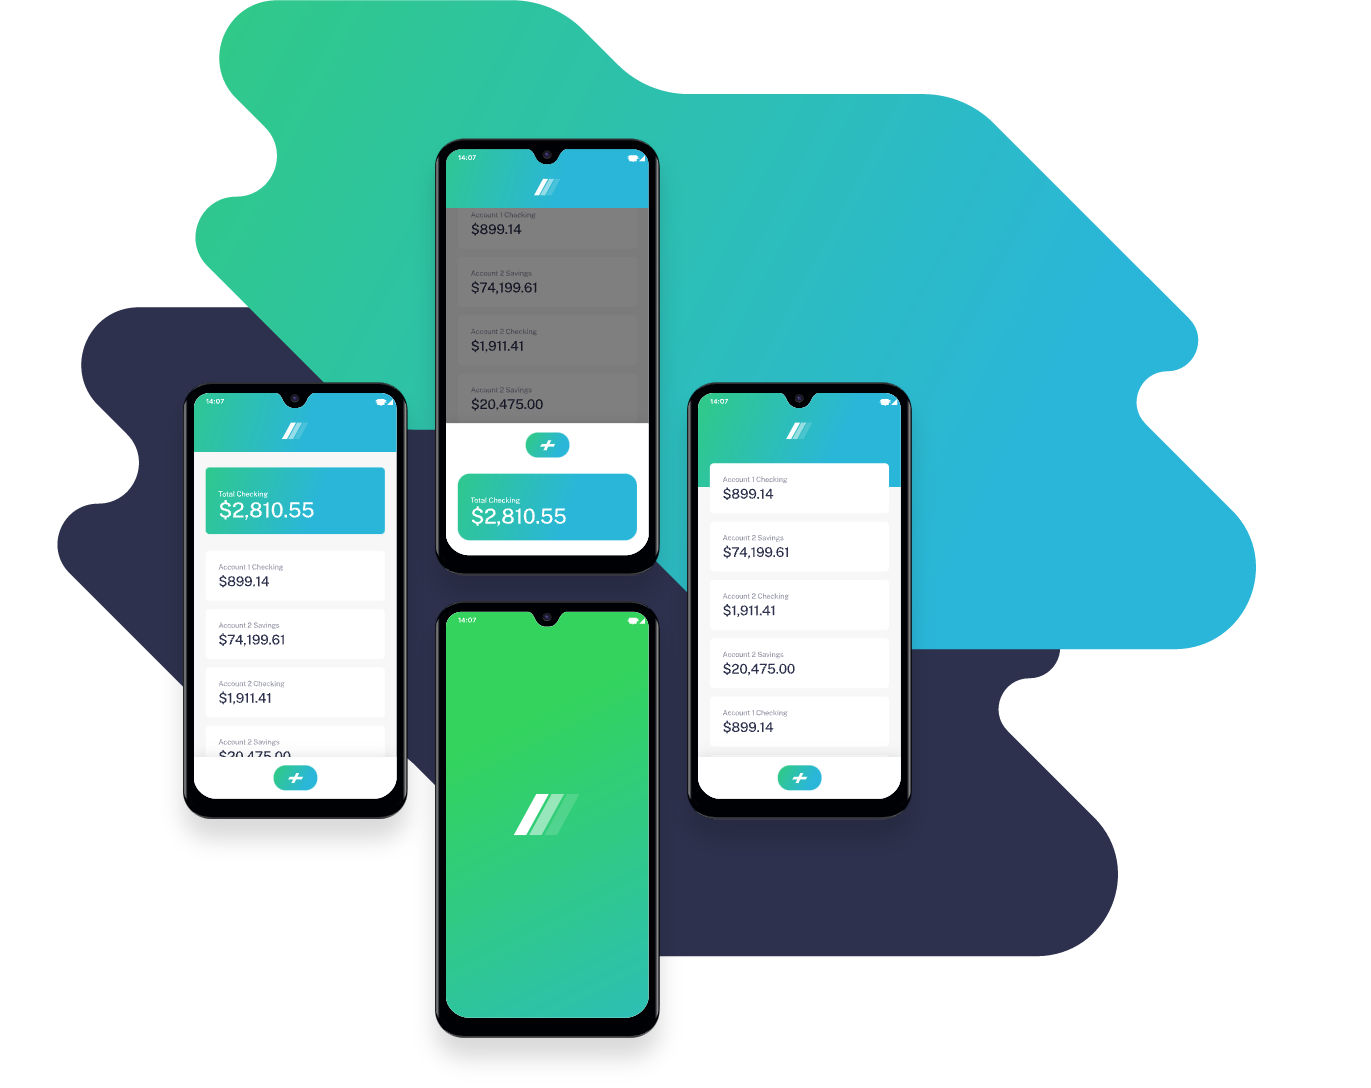 14:07
Account 1 Checking
$899.14
Account 2 Savings
$74,199.61
Account 2 Checking
$1,911.41
Account 2 Savings
$20,475.00
Total Checking
$2,810.55
14:07
Total Checking
$2,810.55
Account 1 Checking
$899.14
Account 2 Savings
$74,199.61
Account 2 Checking
$1,911.41
Account 2 Savings
$20,475.00
14:07
Account 1 Checking
$899.14
Account 2 Savings
$74,199.61
Account 2 Checking
$1,911.41
Account 2 Savings
$20,475.00
Account 1 Checking
$899.14
14:07